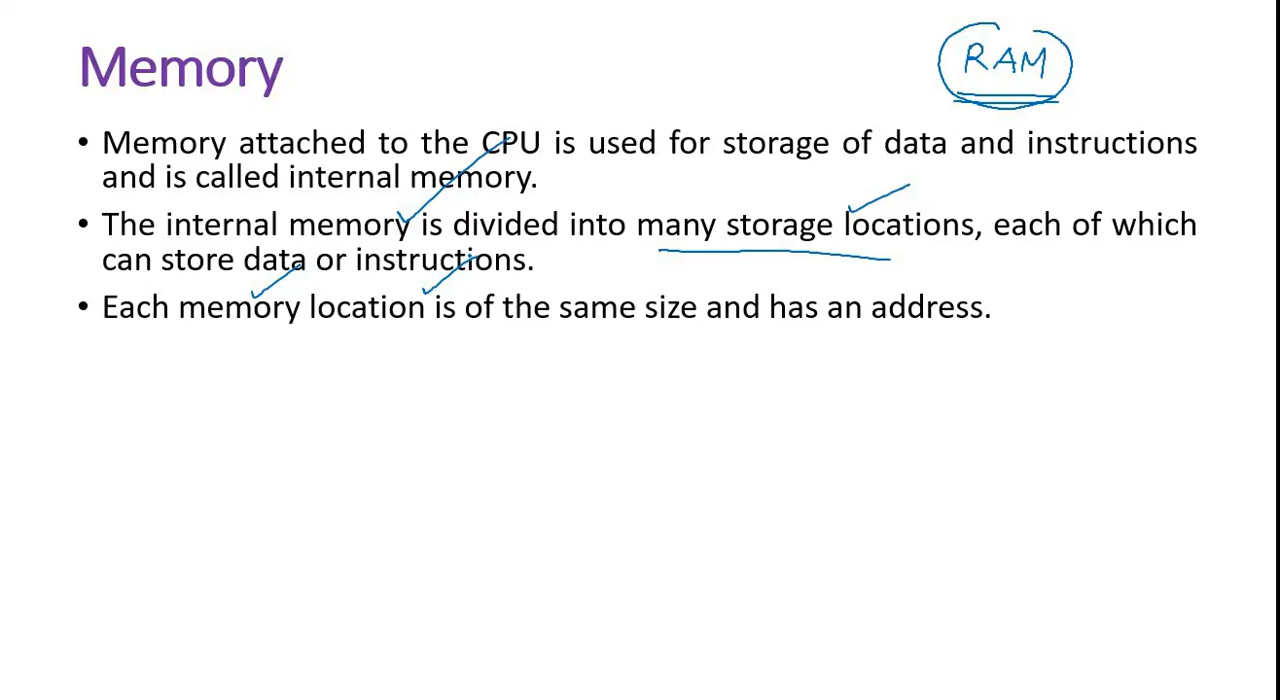 Memory
RAM
• Memory attached to the CPU is used for storage of data and instructions
and is called internal memory.
• The internal memory is divided into many storage locations, each of which
can store data or instructions.
• Each memory location is of the same size and has an address.